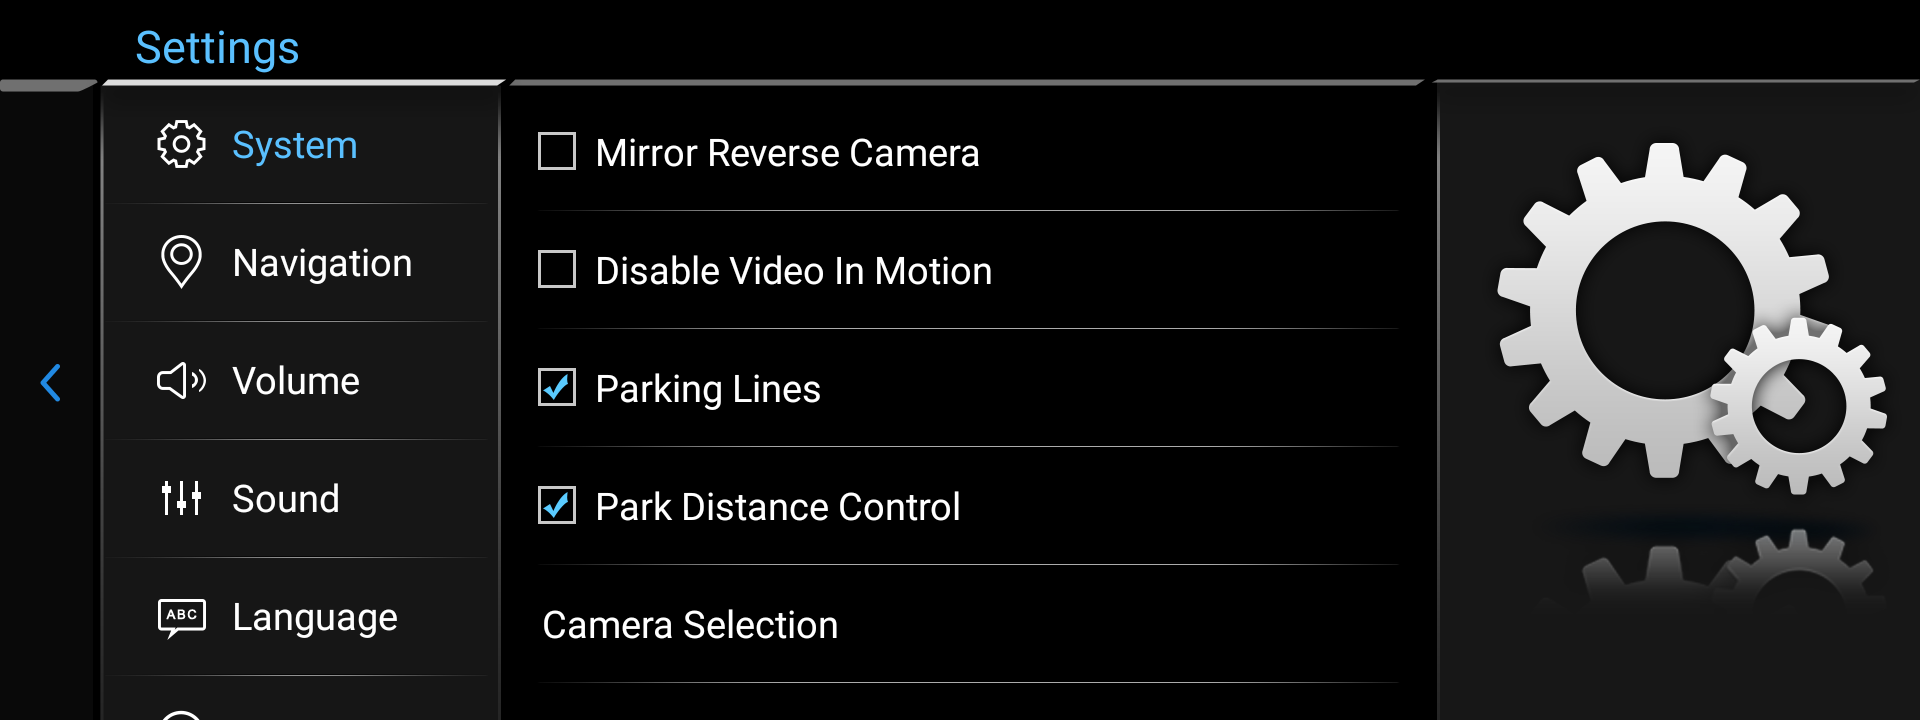 Settings
System
Navigation
Volume
Sound
ABC
Language
Mirror Reverse Camera
Disable Video In Motion
Parking Lines
Park Distance Control
Camera Selection